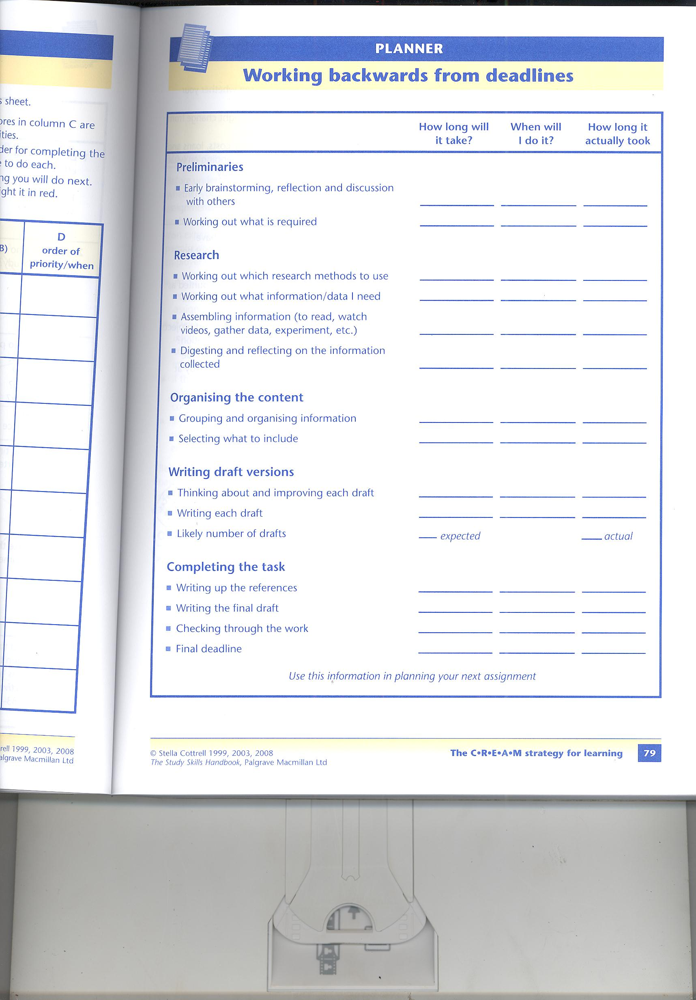 s sheet.
ores in column C are
ities.
der for completing the
to do each.
ng you will do next.
ight it in red.
B)
D
order of
priority/when
rell 1999, 2003, 2008
algrave Macmillan Ltd
PLANNER
Working backwards from deadlines
How long will it take?
When will I do it?
How long it actually took
Preliminaries
▪ Early brainstorming, reflection and discussion
with others
▪ Working out what is required
Research
▪ Working out which research methods to use
▪ Working out what information/data I need
▪ Assembling information (to read, watch
videos, gather data, experiment, etc.)
▪ Digesting and reflecting on the information
collected
Organising the content
▪ Grouping and organising information
▪ Selecting what to include
Writing draft versions
▪ Thinking about and improving each draft
▪ Writing each draft
▪ Likely number of drafts ___ expected ___ actual
Completing the task
▪ Writing up the references
▪ Writing the final draft
▪ Checking through the work
▪ Final deadline
Use this information in planning your next assignment
© Stella Cottrell 1999, 2003, 2008
The Study Skills Handbook, Palgrave Macmillan Ltd
The C•R•E•A•M strategy for learning 79